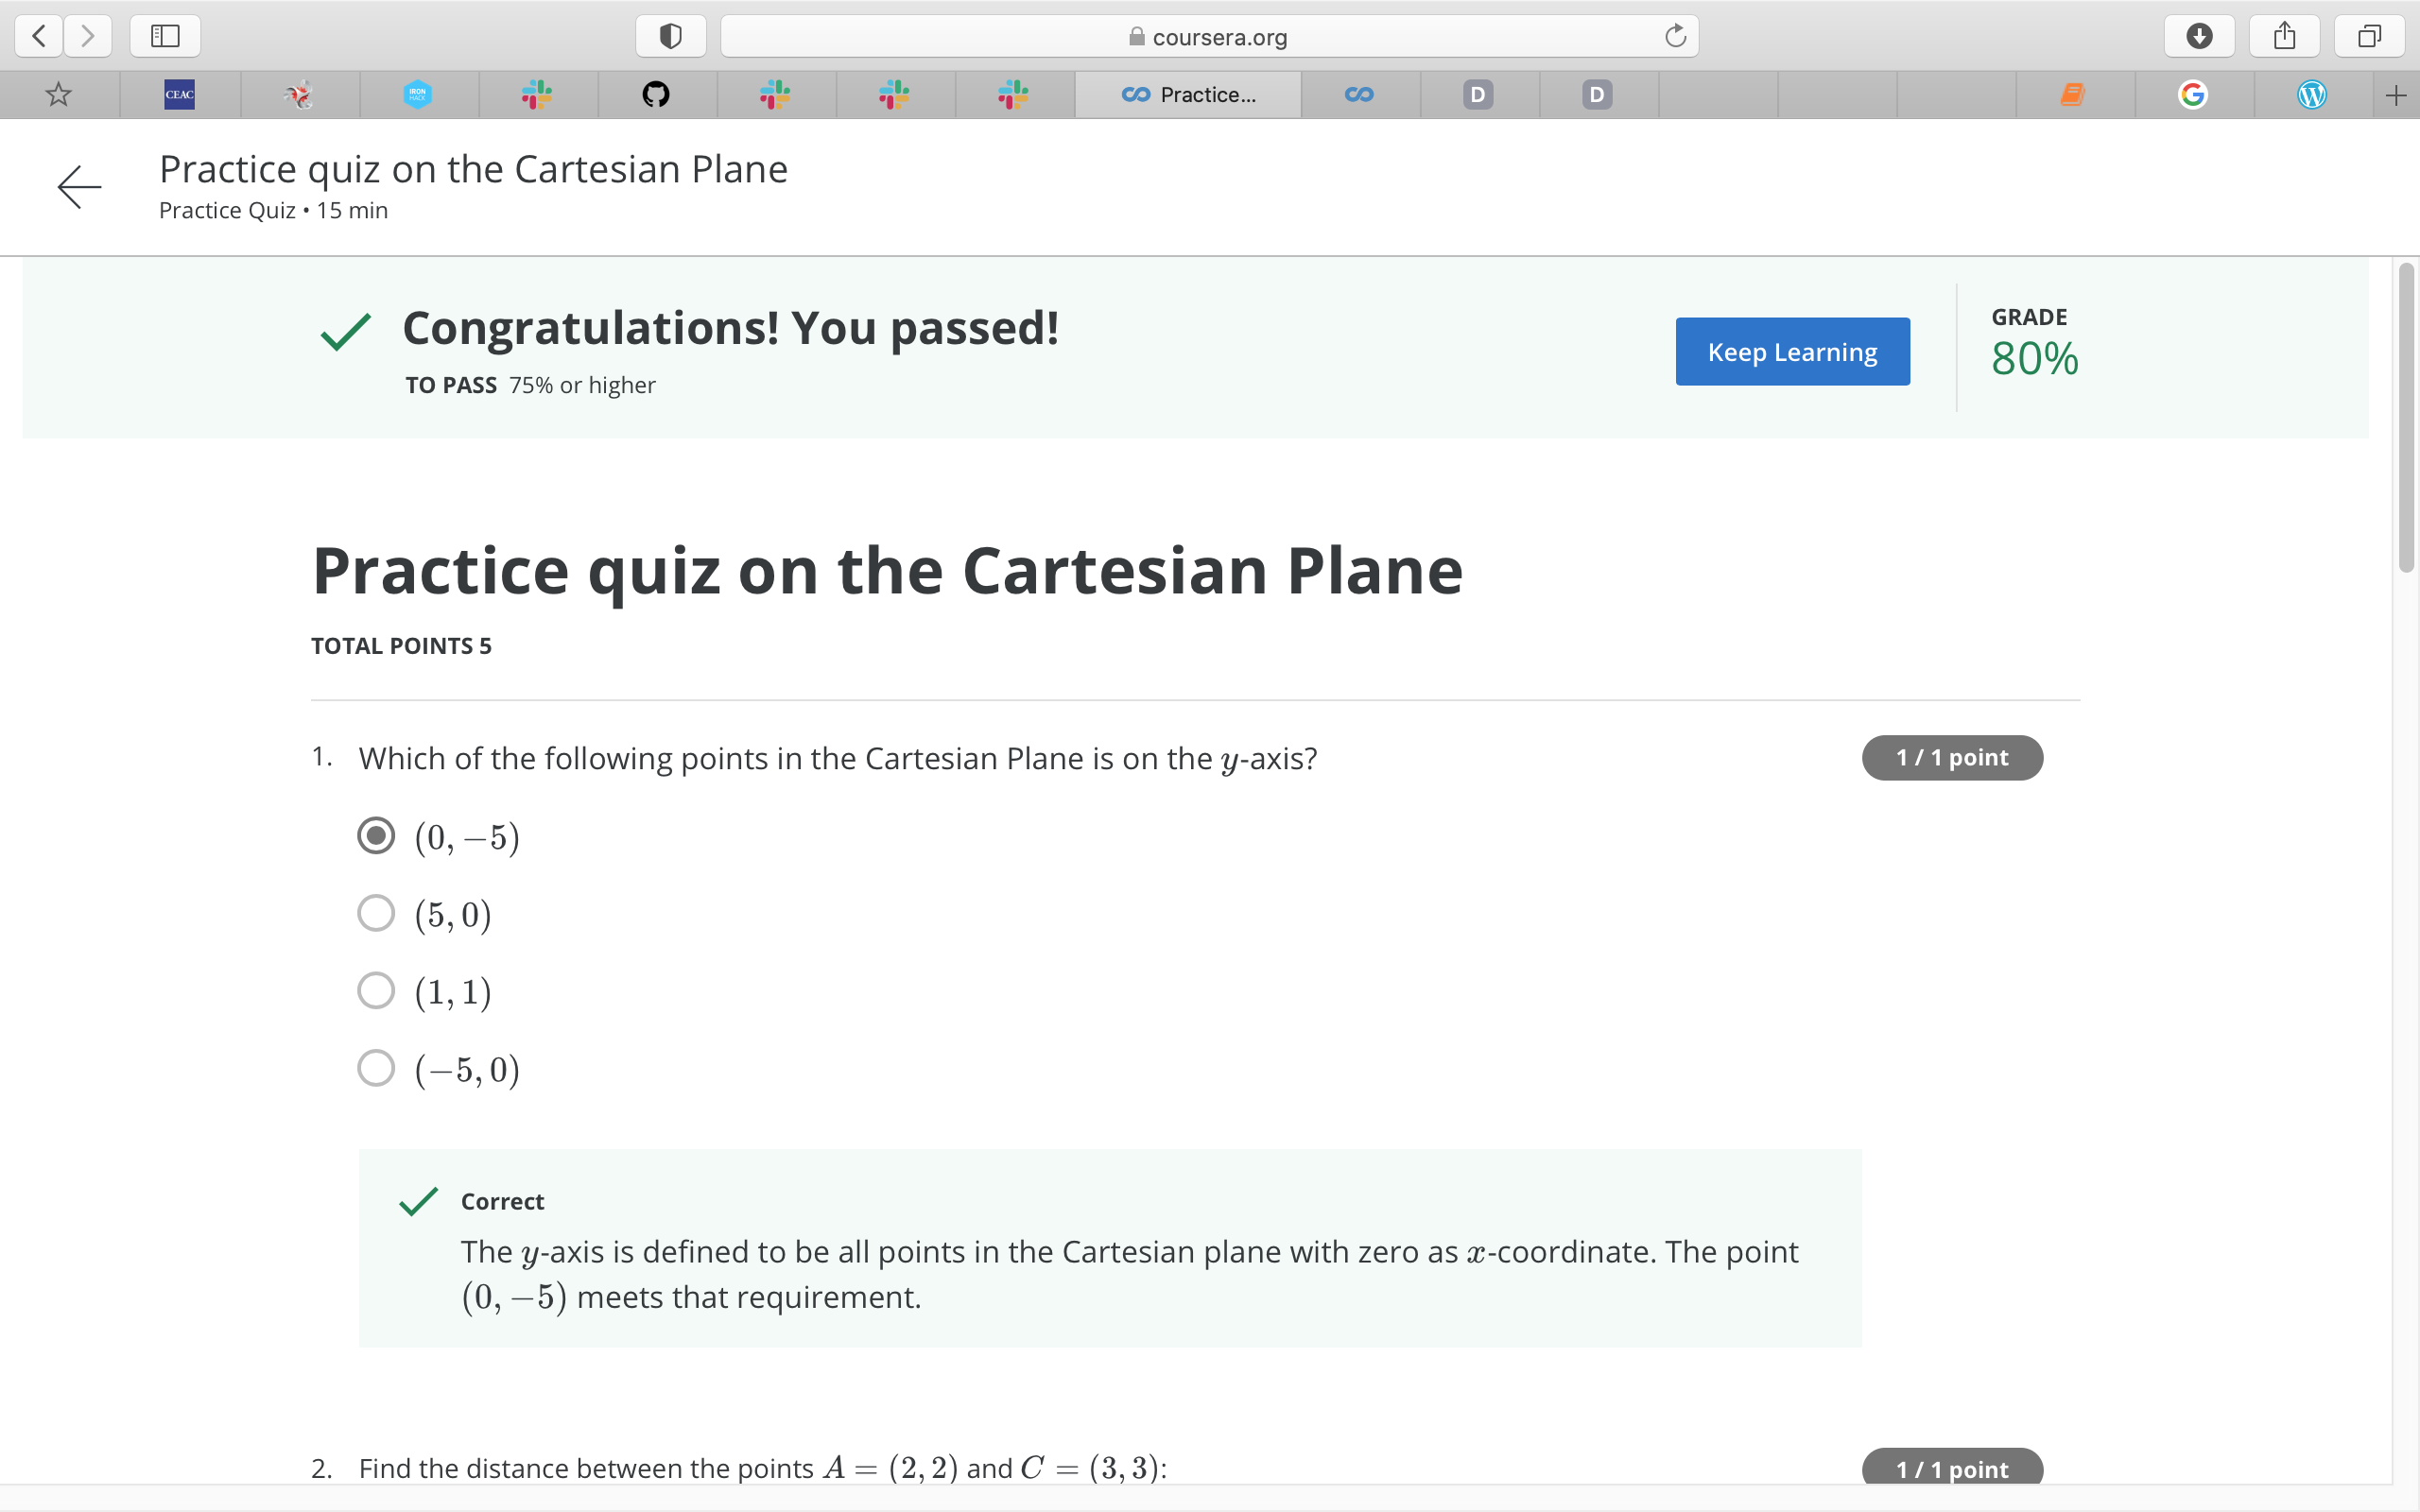 coursera.org
CEAC
IRON
HACK
Practice...
D
D
G
W
Practice quiz on the Cartesian Plane
Practice Quiz • 15 min
Congratulations! You passed!
TO PASS 75% or higher
Keep Learning
GRADE
80%
Practice quiz on the Cartesian Plane
TOTAL POINTS 5
1. Which of the following points in the Cartesian Plane is on the y-axis?
1 / 1 point
(0, −5)
(5, 0)
(1, 1)
(−5, 0)
Correct
The y-axis is defined to be all points in the Cartesian plane with zero as x-coordinate. The point
(0, −5) meets that requirement.
2. Find the distance between the points A = (2, 2) and C = (3, 3):
1 / 1 point